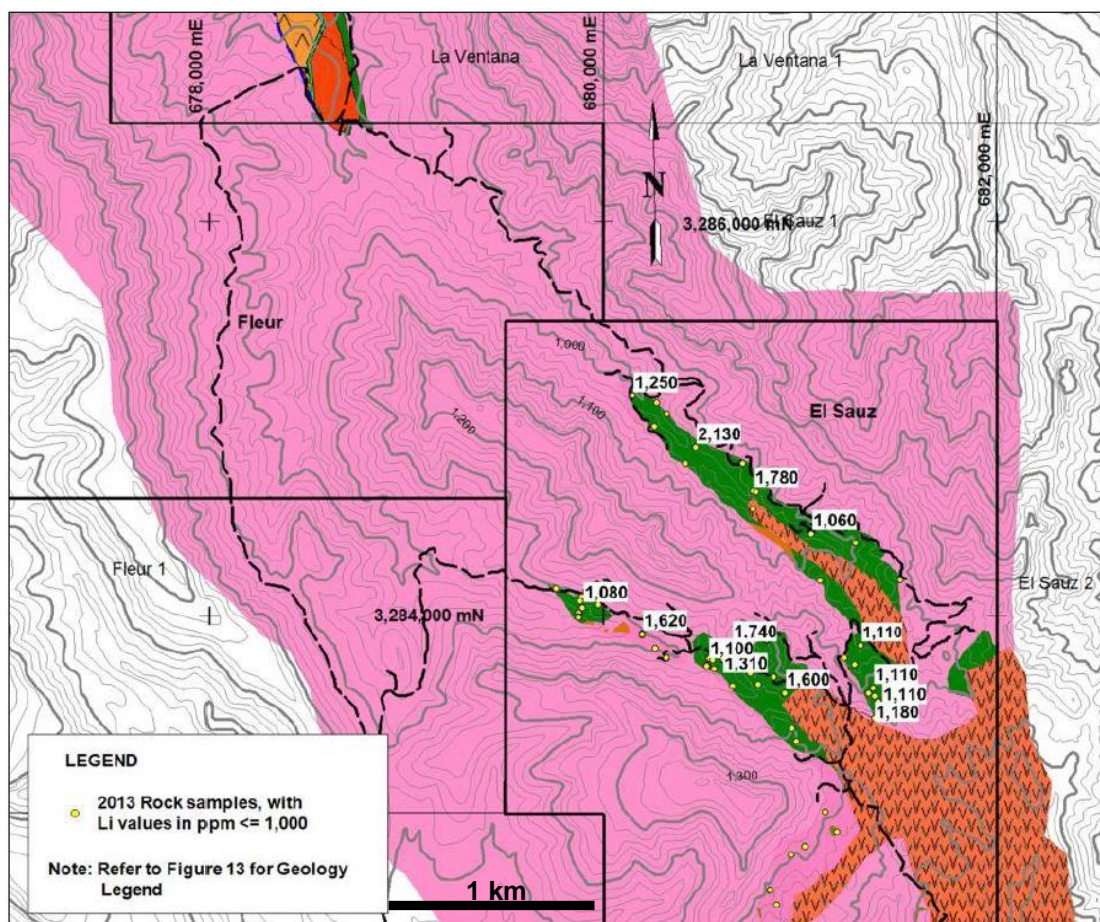 La Ventana
La Ventana 1
678,000 mE
680,000 mE
682,000 mE
N
3,286,000 mN
El Sauz 1
Fleur
1,000
1,250
El Sauz
1,100
1,200
2,130
1,780
1,060
Fleur 1
El Sauz 2
1,080
3,284,000 mN
1,620
1,740
1,110
1,100
1,310
1,110
1,600
1,110
1,180
1,300
LEGEND
2013 Rock samples, with
Li values in ppm <= 1,000
Note: Refer to Figure 13 for Geology
Legend
1 km